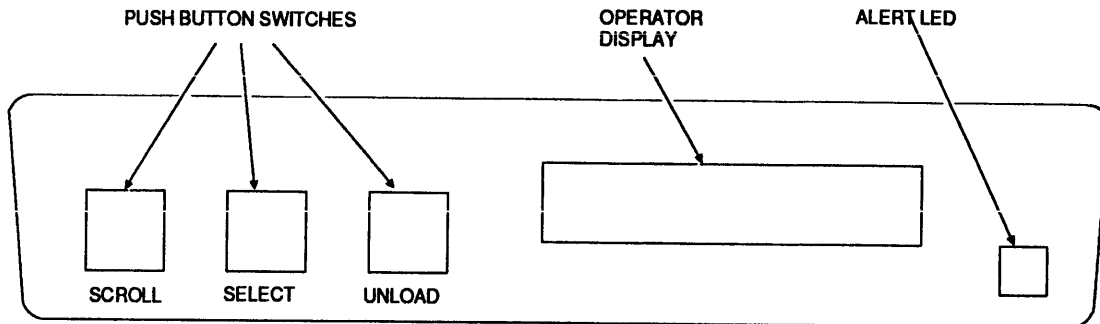 PUSH BUTTON SWITCHES
OPERATOR
DISPLAY
ALERT LED
SCROLL
SELECT
UNLOAD